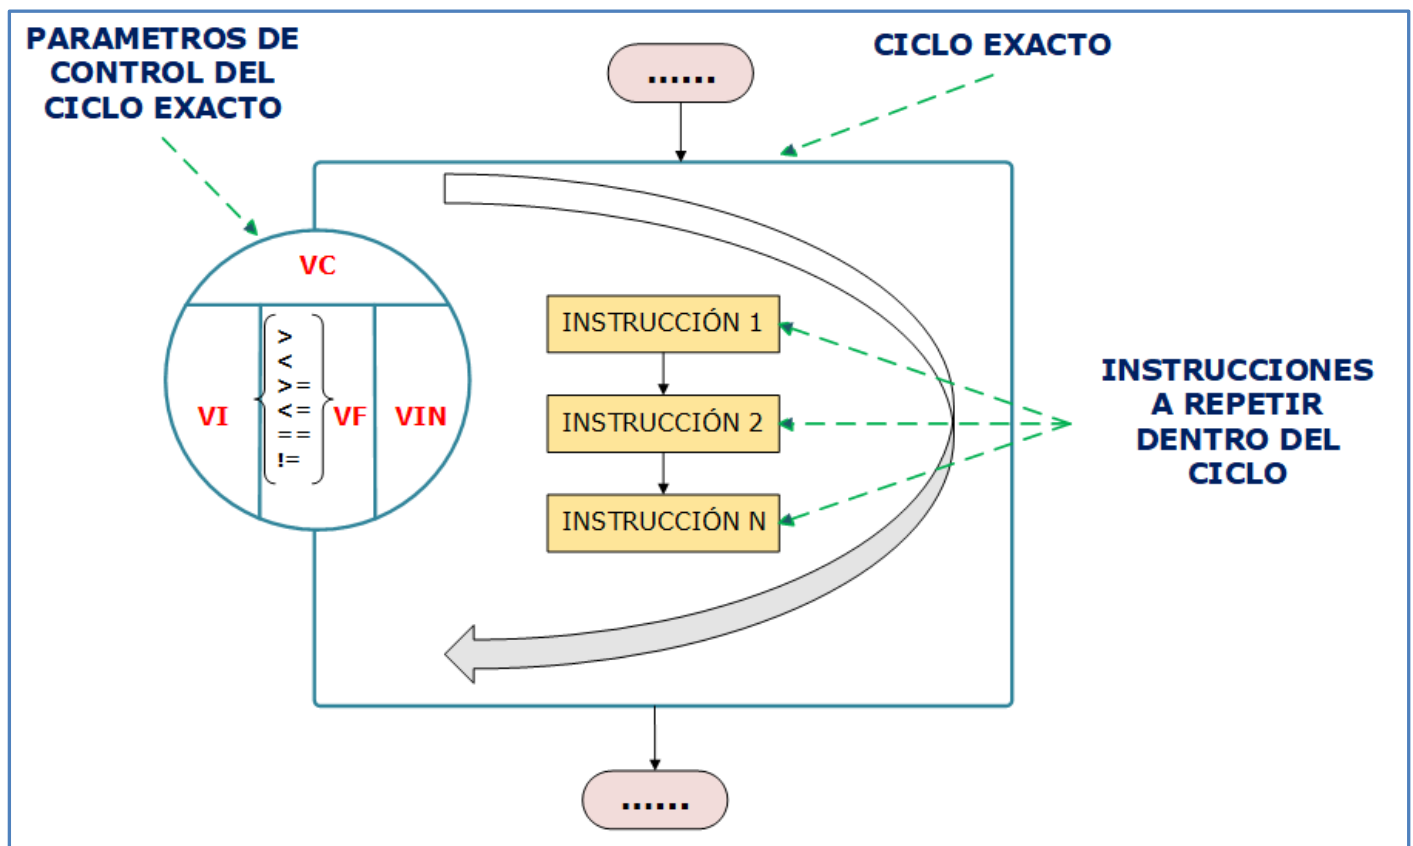 PARAMETROS DE
CONTROL DEL
CICLO EXACTO
CICLO EXACTO
......
VC
VI
>
<
>=
<=
==
!=
VF
VIN
INSTRUCCIÓN 1
INSTRUCCIÓN 2
INSTRUCCIÓN N
INSTRUCCIONES
A REPETIR
DENTRO DEL
CICLO
......